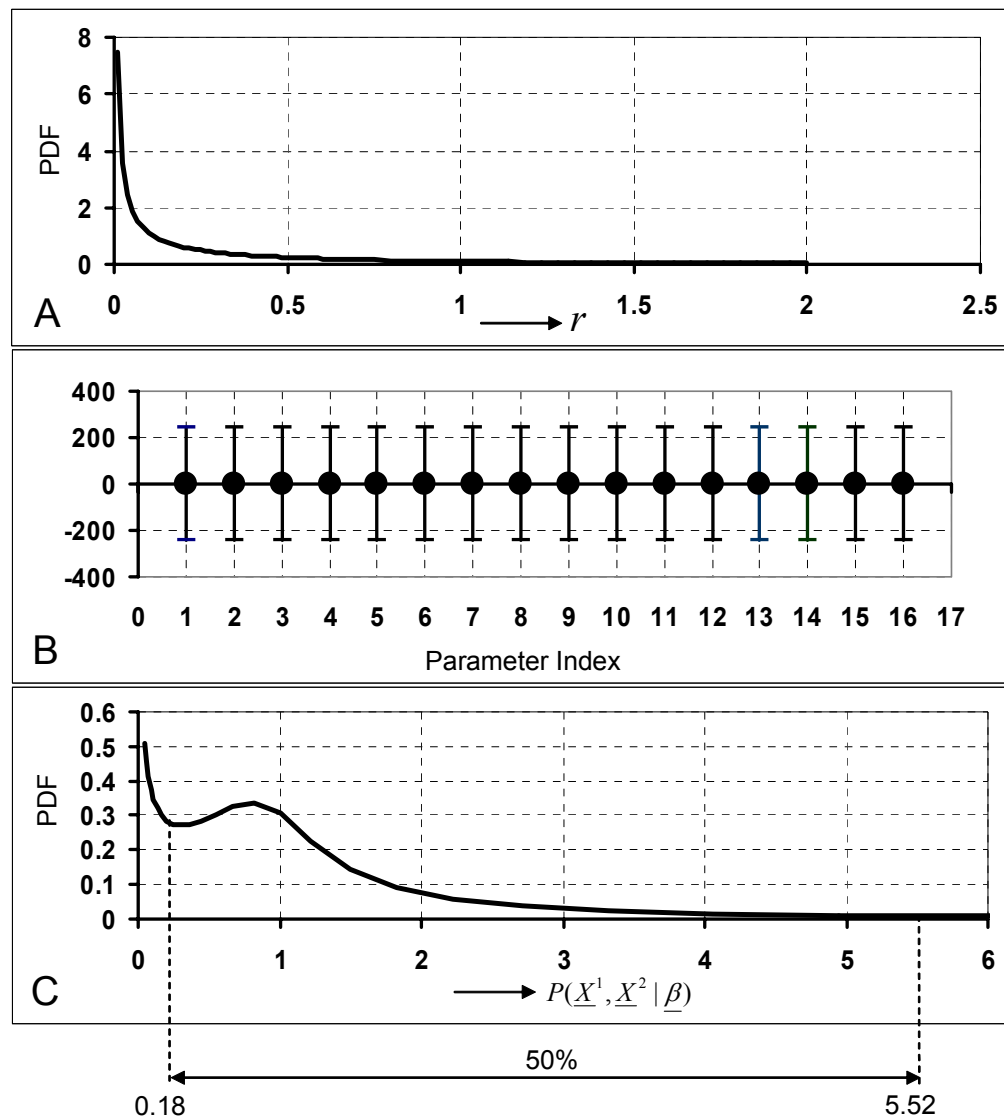 8
6
4
2
0
PDF
0 0.5 1 1.5 2 2.5
r
A
400
200
0
-200
-400
0 1 2 3 4 5 6 7 8 9 10 11 12 13 14 15 16 17
Parameter Index
B
0.6
0.5
0.4
0.3
0.2
0.1
0
PDF
0 1 2 3 4 5 6
P(X¹, X² | β)
C
50%
0.18 5.52